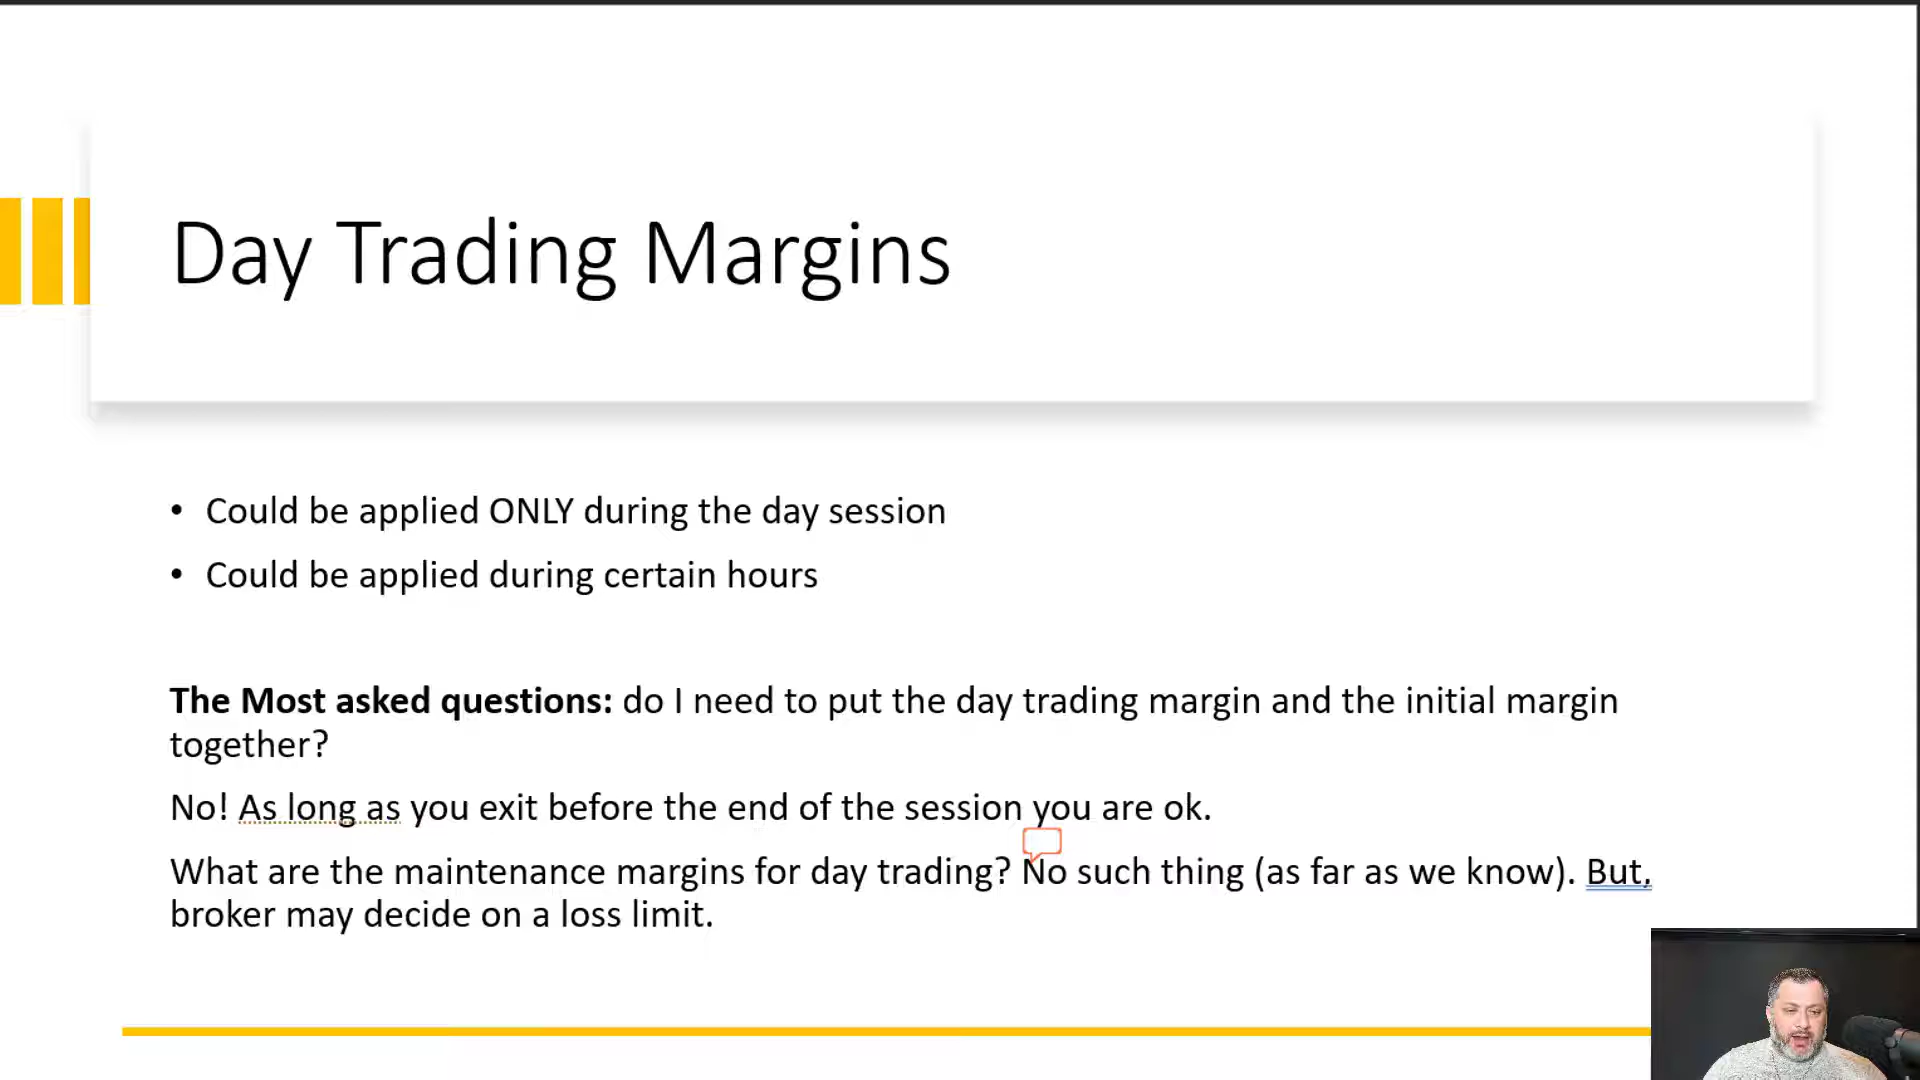 Day Trading Margins
• Could be applied ONLY during the day session
• Could be applied during certain hours
The Most asked questions: do I need to put the day trading margin and the initial margin
together?
No! As long as you exit before the end of the session you are ok.
What are the maintenance margins for day trading? No such thing (as far as we know). But,
broker may decide on a loss limit.